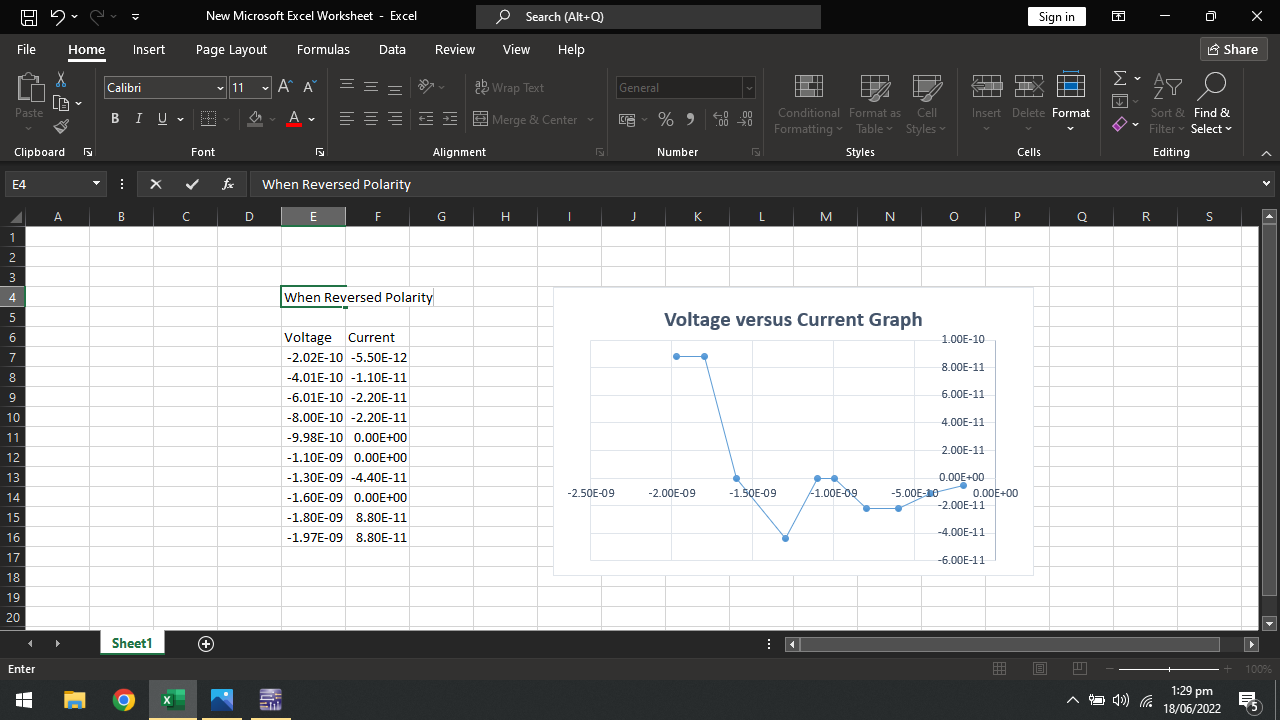 New Microsoft Excel Worksheet - Excel
Search (Alt+Q)
Sign in
File Home Insert Page Layout Formulas Data Review View Help
Share
Paste
Calibri 11
B I U A
Wrap Text
Merge & Center
General
Conditional Formatting
Format as Table
Cell Styles
Insert Delete Format
Sort & Filter
Find & Select
Clipboard Font Alignment Number Styles Cells Editing
E4 fx When Reversed Polarity
A B C D E F G H I J K L M N O P Q R S
1
2
3
4 When Reversed Polarity
5
6 Voltage Current
7 -2.02E-10 -5.50E-12
8 -4.01E-10 -1.10E-11
9 -6.01E-10 -2.20E-11
10 -8.00E-10 -2.20E-11
11 -9.98E-10 0.00E+00
12 -1.10E-09 0.00E+00
13 -1.30E-09 -4.40E-11
14 -1.60E-09 0.00E+00
15 -1.80E-09 8.80E-11
16 -1.97E-09 8.80E-11
17
18
19
20
Voltage versus Current Graph
1.00E-10
8.00E-11
6.00E-11
4.00E-11
2.00E-11
0.00E+00
-2.50E-09 -2.00E-09 -1.50E-09 -1.00E-09 -5.00E-10 0.00E+00
-2.00E-11
-4.00E-11
-6.00E-11
Sheet1
Enter
100%
1:29 pm
18/06/2022
5